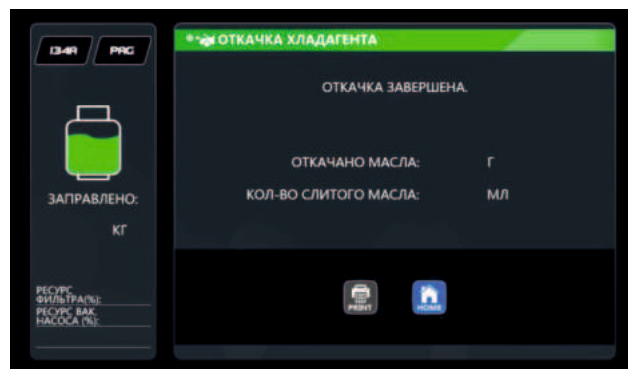 134A PAG
ЗАПРАВЛЕНО:
КГ
РЕСУРС
ФИЛЬТРА(%):
РЕСУРС ВАК.
НАСОСА (%):
ОТКАЧКА ХЛАДАГЕНТА
ОТКАЧКА ЗАВЕРШЕНА.
ОТКАЧАНО МАСЛА: Г
КОЛ-ВО СЛИТОГО МАСЛА: МЛ
PRINT HOME